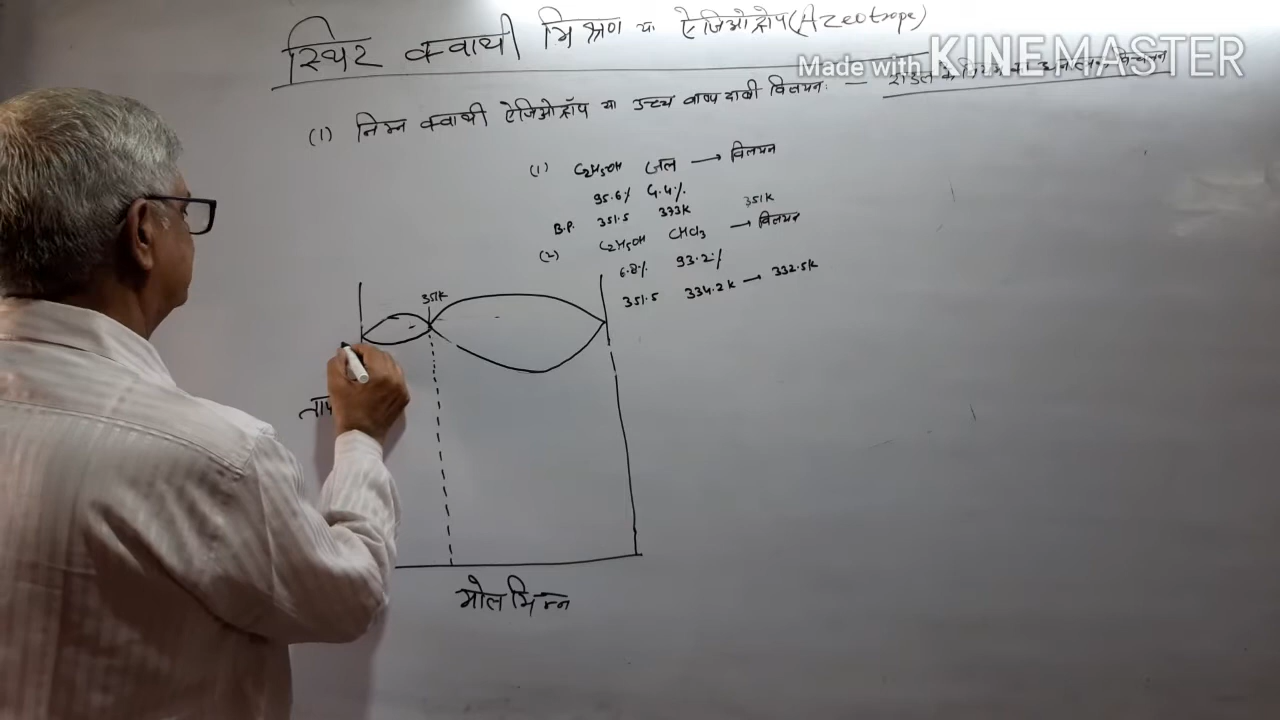 स्थिर क्वाथी मिश्रण या ऐजिओट्रोप (Azeotrope)
Made with KINEMASTER
(1) निम्न क्वाथी ऐजिओट्रॉप या उच्च वाष्प दाबी विलयन: —
(1) C₂H₅OH जल → विलयन
95.6% 4.4%
B.P. 351.5 373K 351K
(2) C₂H₅OH CHCl₃ → विलयन
6.8% 93.2%
351.5 334.2K → 332.5K
351K
मोल भिन्न